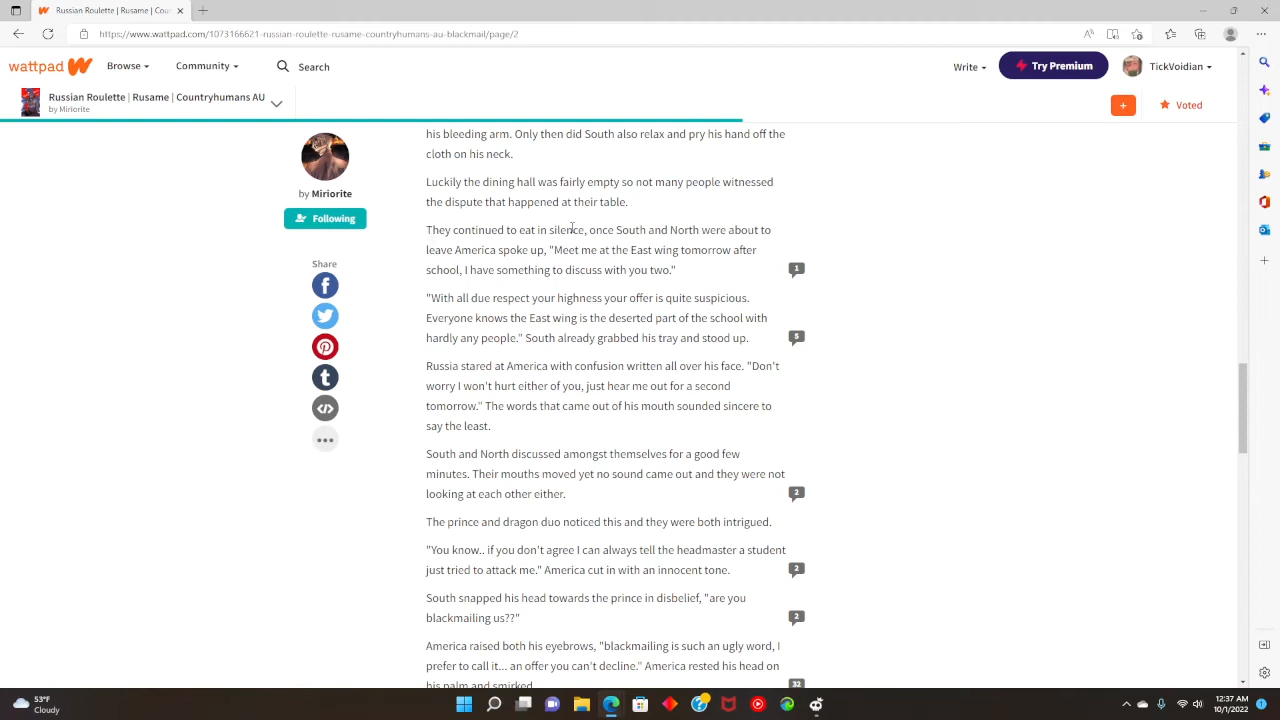 Russian Roulette | Rusame | Cou
https://www.wattpad.com/1073166621-russian-roulette-rusame-countryhumans-au-blackmail/page/2
wattpad
Browse
Community
Search
Write
Try Premium
TickVoidian
Russian Roulette | Rusame | Countryhumans AU
by Miriorite
+
Voted
by Miriorite
Following
Share
his bleeding arm. Only then did South also relax and pry his hand off the
cloth on his neck.
Luckily the dining hall was fairly empty so not many people witnessed
the dispute that happened at their table.
They continued to eat in silence, once South and North were about to
leave America spoke up, "Meet me at the East wing tomorrow after
school, I have something to discuss with you two."
1
"With all due respect your highness your offer is quite suspicious.
Everyone knows the East wing is the deserted part of the school with
hardly any people." South already grabbed his tray and stood up.
5
Russia stared at America with confusion written all over his face. "Don't
worry I won't hurt either of you, just hear me out for a second
tomorrow." The words that came out of his mouth sounded sincere to
say the least.
South and North discussed amongst themselves for a good few
minutes. Their mouths moved yet no sound came out and they were not
looking at each other either.
2
The prince and dragon duo noticed this and they were both intrigued.
"You know.. if you don't agree I can always tell the headmaster a student
just tried to attack me." America cut in with an innocent tone.
2
South snapped his head towards the prince in disbelief, "are you
blackmailing us??"
2
America raised both his eyebrows, "blackmailing is such an ugly word, I
prefer to call it... an offer you can't decline." America rested his head on
his palm and smirked.
32
53°F
Cloudy
12:37 AM
10/1/2022